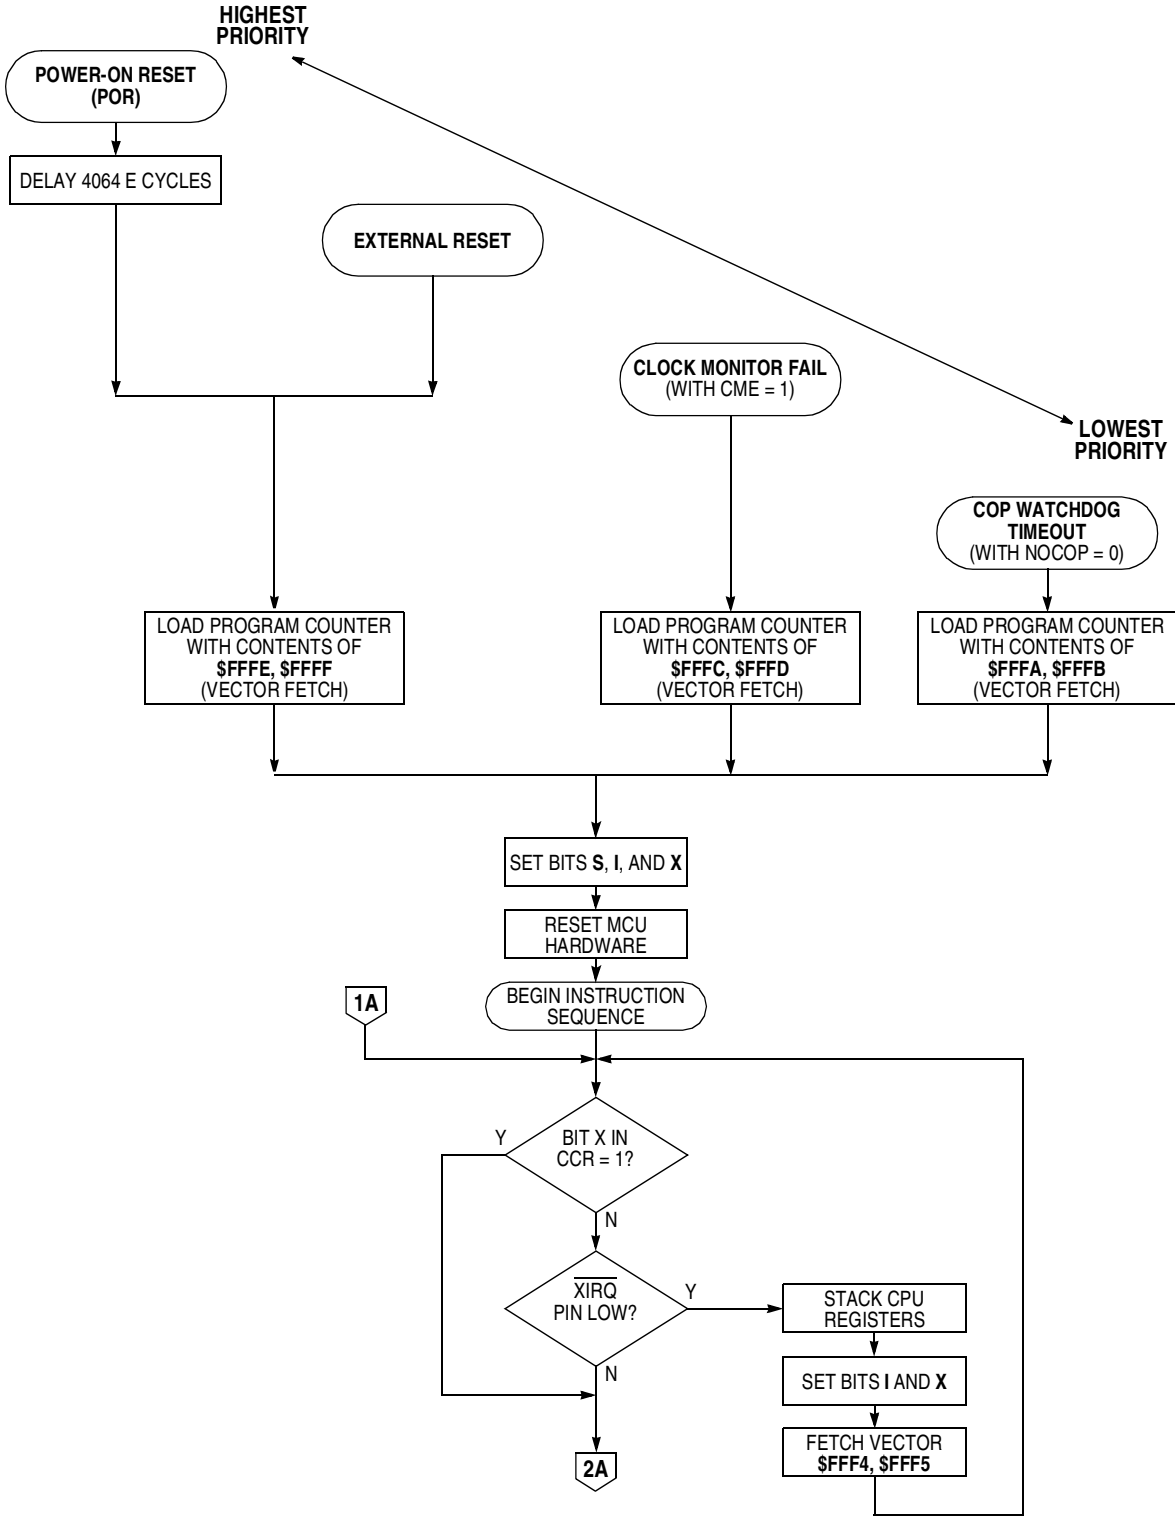 HIGHEST
PRIORITY
POWER-ON RESET
(POR)
DELAY 4064 E CYCLES
EXTERNAL RESET
CLOCK MONITOR FAIL
(WITH CME = 1)
LOWEST
PRIORITY
COP WATCHDOG
TIMEOUT
(WITH NOCOP = 0)
LOAD PROGRAM COUNTER
WITH CONTENTS OF
$FFFE, $FFFF
(VECTOR FETCH)
LOAD PROGRAM COUNTER
WITH CONTENTS OF
$FFFC, $FFFD
(VECTOR FETCH)
LOAD PROGRAM COUNTER
WITH CONTENTS OF
$FFFA, $FFFB
(VECTOR FETCH)
SET BITS S, I, AND X
RESET MCU
HARDWARE
BEGIN INSTRUCTION
SEQUENCE
1A
BIT X IN
CCR = 1?
Y
N
XIRQ
PIN LOW?
Y
N
STACK CPU
REGISTERS
SET BITS I AND X
FETCH VECTOR
$FFF4, $FFF5
2A